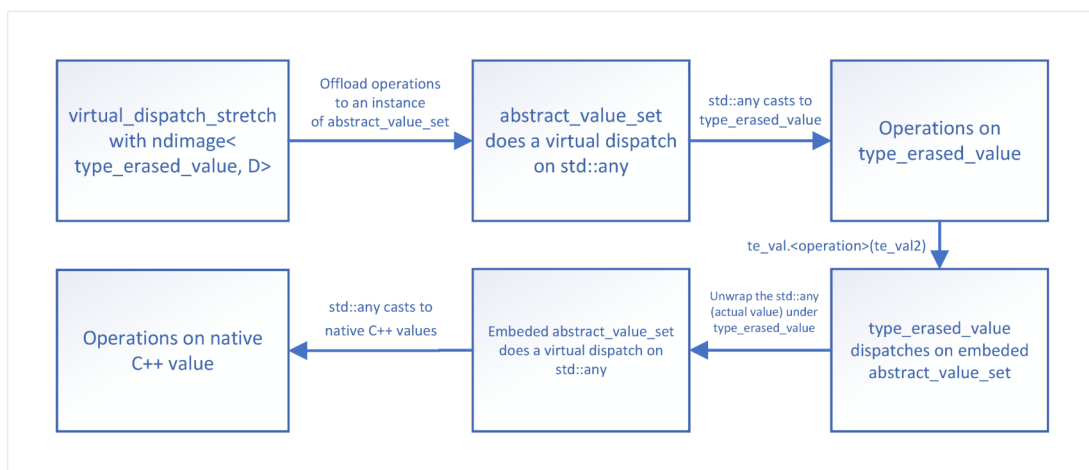 virtual_dispatch_stretch
with ndimage<
type_erased_value, D>
Offload operations
to an instance
of abstract_value_set
abstract_value_set
does a virtual dispatch
on std::any
std::any casts to
type_erased_value
Operations on
type_erased_value
te_val.<operation>(te_val2)
type_erased_value
dispatches on embeded
abstract_value_set
Unwrap the std::any
(actual value) under
type_erased_value
Embeded abstract_value_set
does a virtual dispatch on
std::any
std::any casts to
native C++ values
Operations on native
C++ value